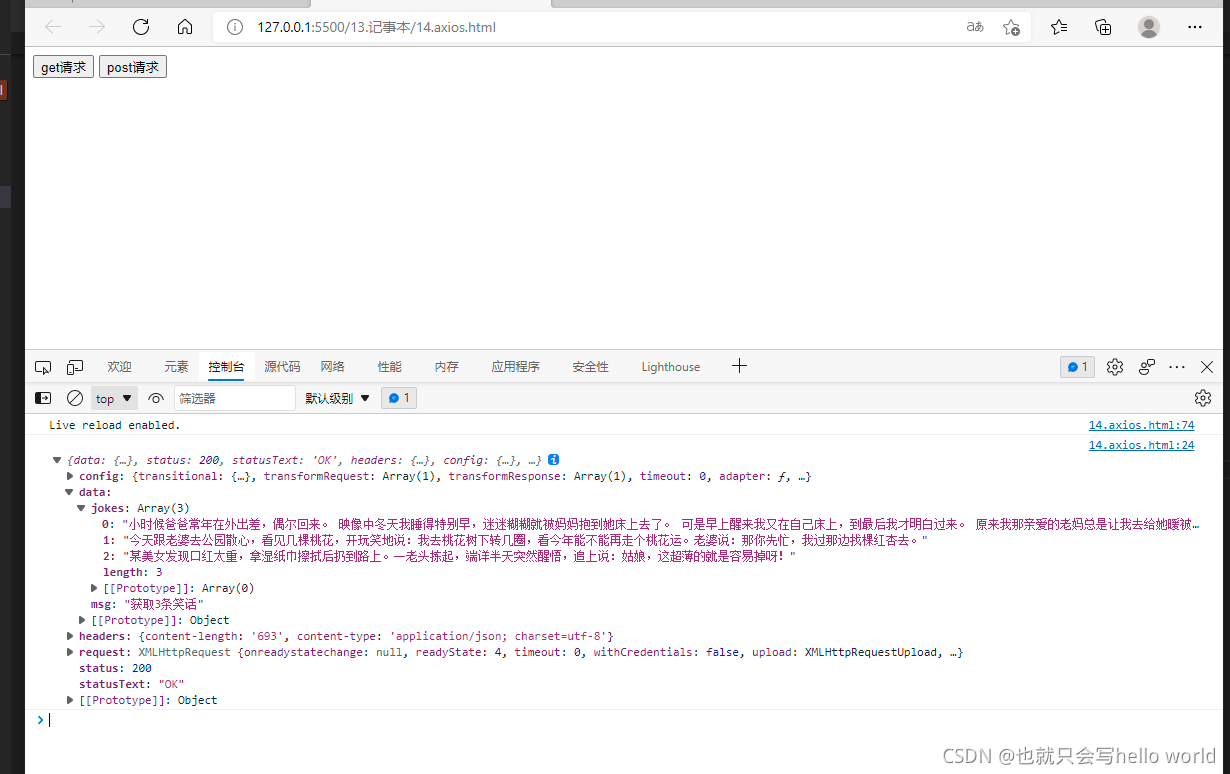 127.0.0.1:5500/13.记事本/14.axios.html
get请求 post请求
欢迎 元素 控制台 源代码 网络 性能 内存 应用程序 安全性 Lighthouse 1
top 筛选器 默认级别 1
Live reload enabled. 14.axios.html:74
14.axios.html:24
{data: {…}, status: 200, statusText: 'OK', headers: {…}, config: {…}, …}
config: {transitional: {…}, transformRequest: Array(1), transformResponse: Array(1), timeout: 0, adapter: ƒ, …}
data:
jokes: Array(3)
0: "小时候爸爸常年在外出差，偶尔回来。 映像中冬天我睡得特别早，迷迷糊糊就被妈妈抱到她床上去了。 可是早上醒来我又在自己床上，到最后我才明白过来。 原来我那亲爱的老妈总是让我去给她暖被…
1: "今天跟老婆去公园散心，看见几棵桃花，开玩笑地说：我去桃花树下转几圈，看今年能不能再走个桃花运。老婆说：那你先忙，我过那边找棵红杏去。"
2: "某美女发现口红太重，拿湿纸巾擦拭后扔到路上。一老头拣起，端详半天突然醒悟，追上说：姑娘，这超薄的就是容易掉呀！"
length: 3
[[Prototype]]: Array(0)
msg: "获取3条笑话"
[[Prototype]]: Object
headers: {content-length: '693', content-type: 'application/json; charset=utf-8'}
request: XMLHttpRequest {onreadystatechange: null, readyState: 4, timeout: 0, withCredentials: false, upload: XMLHttpRequestUpload, …}
status: 200
statusText: "OK"
[[Prototype]]: Object
CSDN @也就只会写hello world